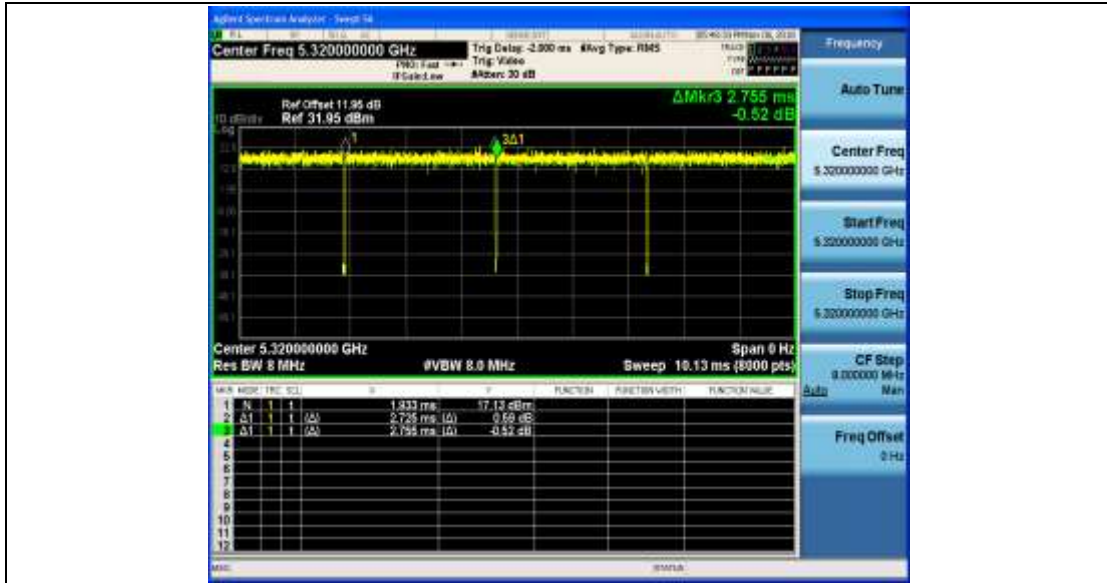 Agilent Spectrum Analyzer - Swept SA
Center Freq 5.320000000 GHz
PNO: Fast
IFGain:Low
Trig Delay: -2.000 ms
Trig: Video
#Atten: 30 dB
#Avg Type: RMS
TRACE
TYPE
DET P P P P P P
Frequency
Auto Tune
Ref Offset 11.95 dB
10 dB/div Ref 31.95 dBm
Log
ΔMkr3 2.755 ms
-0.52 dB
1
3Δ1
Center Freq
5.320000000 GHz
Start Freq
5.320000000 GHz
Stop Freq
5.320000000 GHz
Center 5.320000000 GHz
Span 0 Hz
Res BW 8 MHz
#VBW 8.0 MHz
Sweep 10.13 ms (8000 pts)
CF Step
8.000000 MHz
Auto Man
MKR MODE TRC SCL X Y FUNCTION FUNCTION WIDTH FUNCTION VALUE
1 N 1 t 1.933 ms 17.13 dBm
2 Δ1 1 t (Δ) 2.725 ms (Δ)
3 Δ1 1 t (Δ) 2.755 ms (Δ) -0.52 dB
4
5
6
7
8
9
10
11
12
Freq Offset
0 Hz
MSG
STATUS